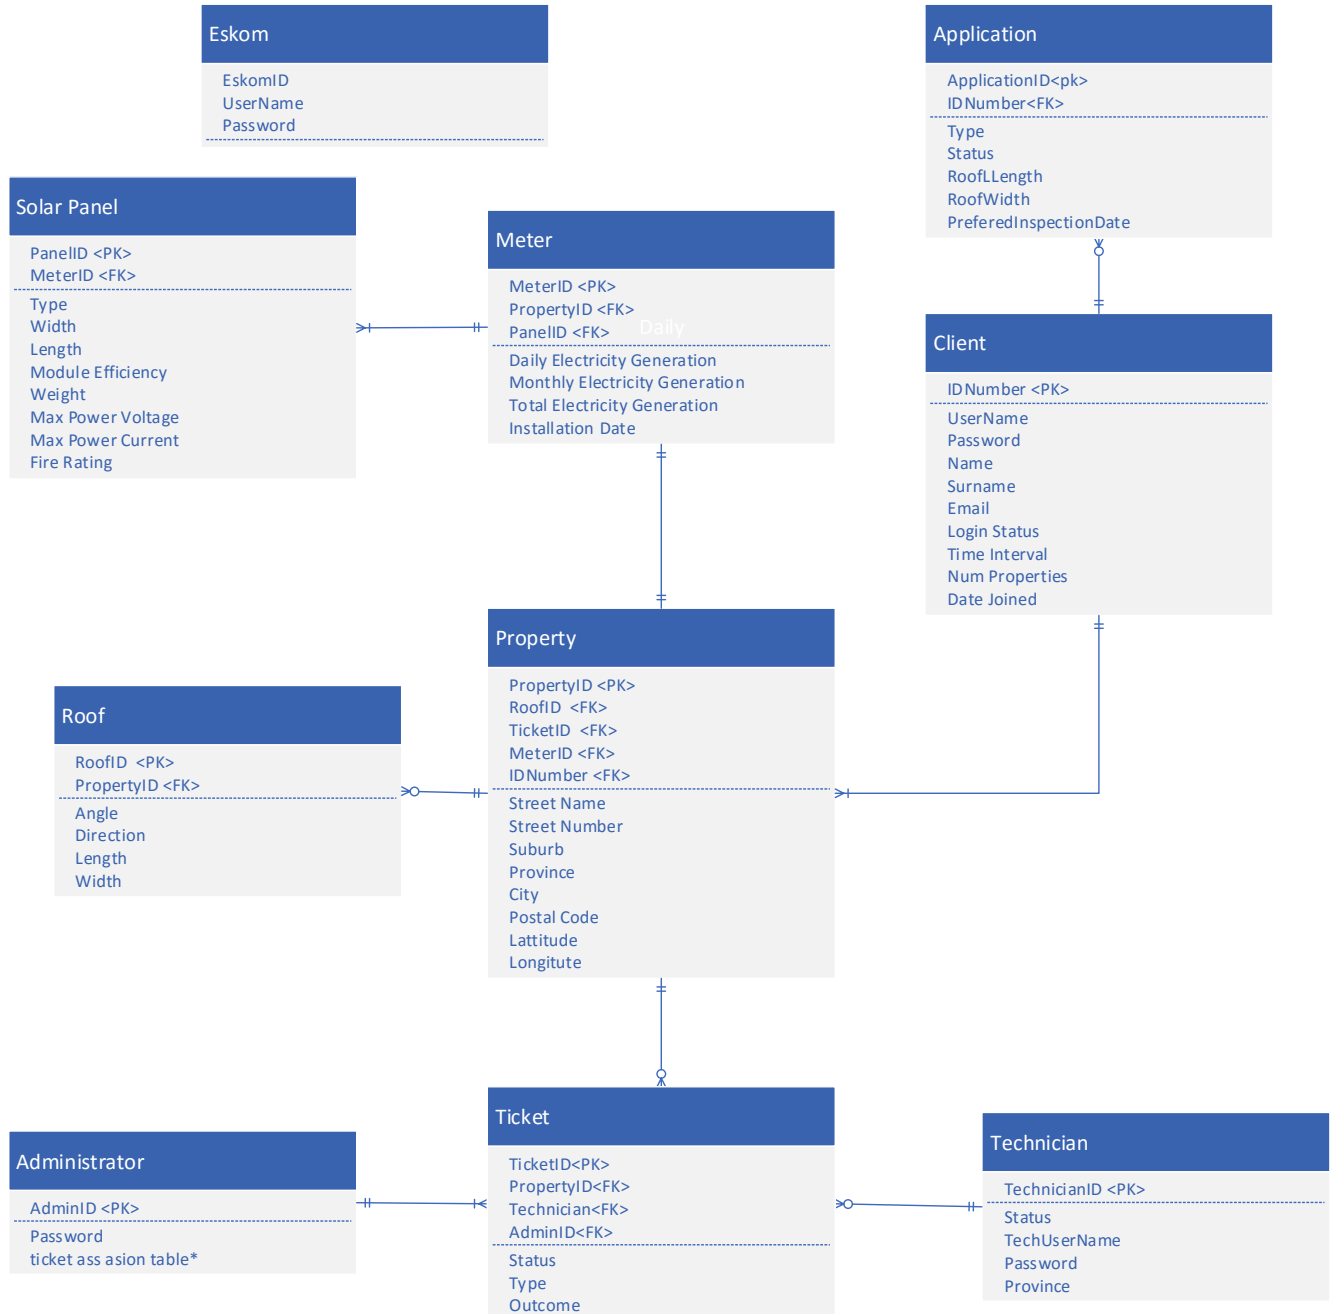 Eskom
EskomID
UserName
Password
Application
ApplicationID<pk>
IDNumber<FK>
Type
Status
RoofLLength
RoofWidth
PreferedInspectionDate
Solar Panel
PanelID <PK>
MeterID <FK>
Type
Width
Length
Module Efficiency
Weight
Max Power Voltage
Max Power Current
Fire Rating
Meter
MeterID <PK>
PropertyID <FK>
PanelID <FK>
Daily
Daily Electricity Generation
Monthly Electricity Generation
Total Electricity Generation
Installation Date
Client
IDNumber <PK>
UserName
Password
Name
Surname
Email
Login Status
Time Interval
Num Properties
Date Joined
Property
PropertyID <PK>
RoofID <FK>
TicketID <FK>
MeterID <FK>
IDNumber <FK>
Street Name
Street Number
Suburb
Province
City
Postal Code
Lattitude
Longitute
Roof
RoofID <PK>
PropertyID <FK>
Angle
Direction
Length
Width
Administrator
AdminID <PK>
Password
ticket ass asion table*
Ticket
TicketID<PK>
PropertyID<FK>
Technician<FK>
AdminID<FK>
Status
Type
Outcome
Technician
TechnicianID <PK>
Status
TechUserName
Password
Province